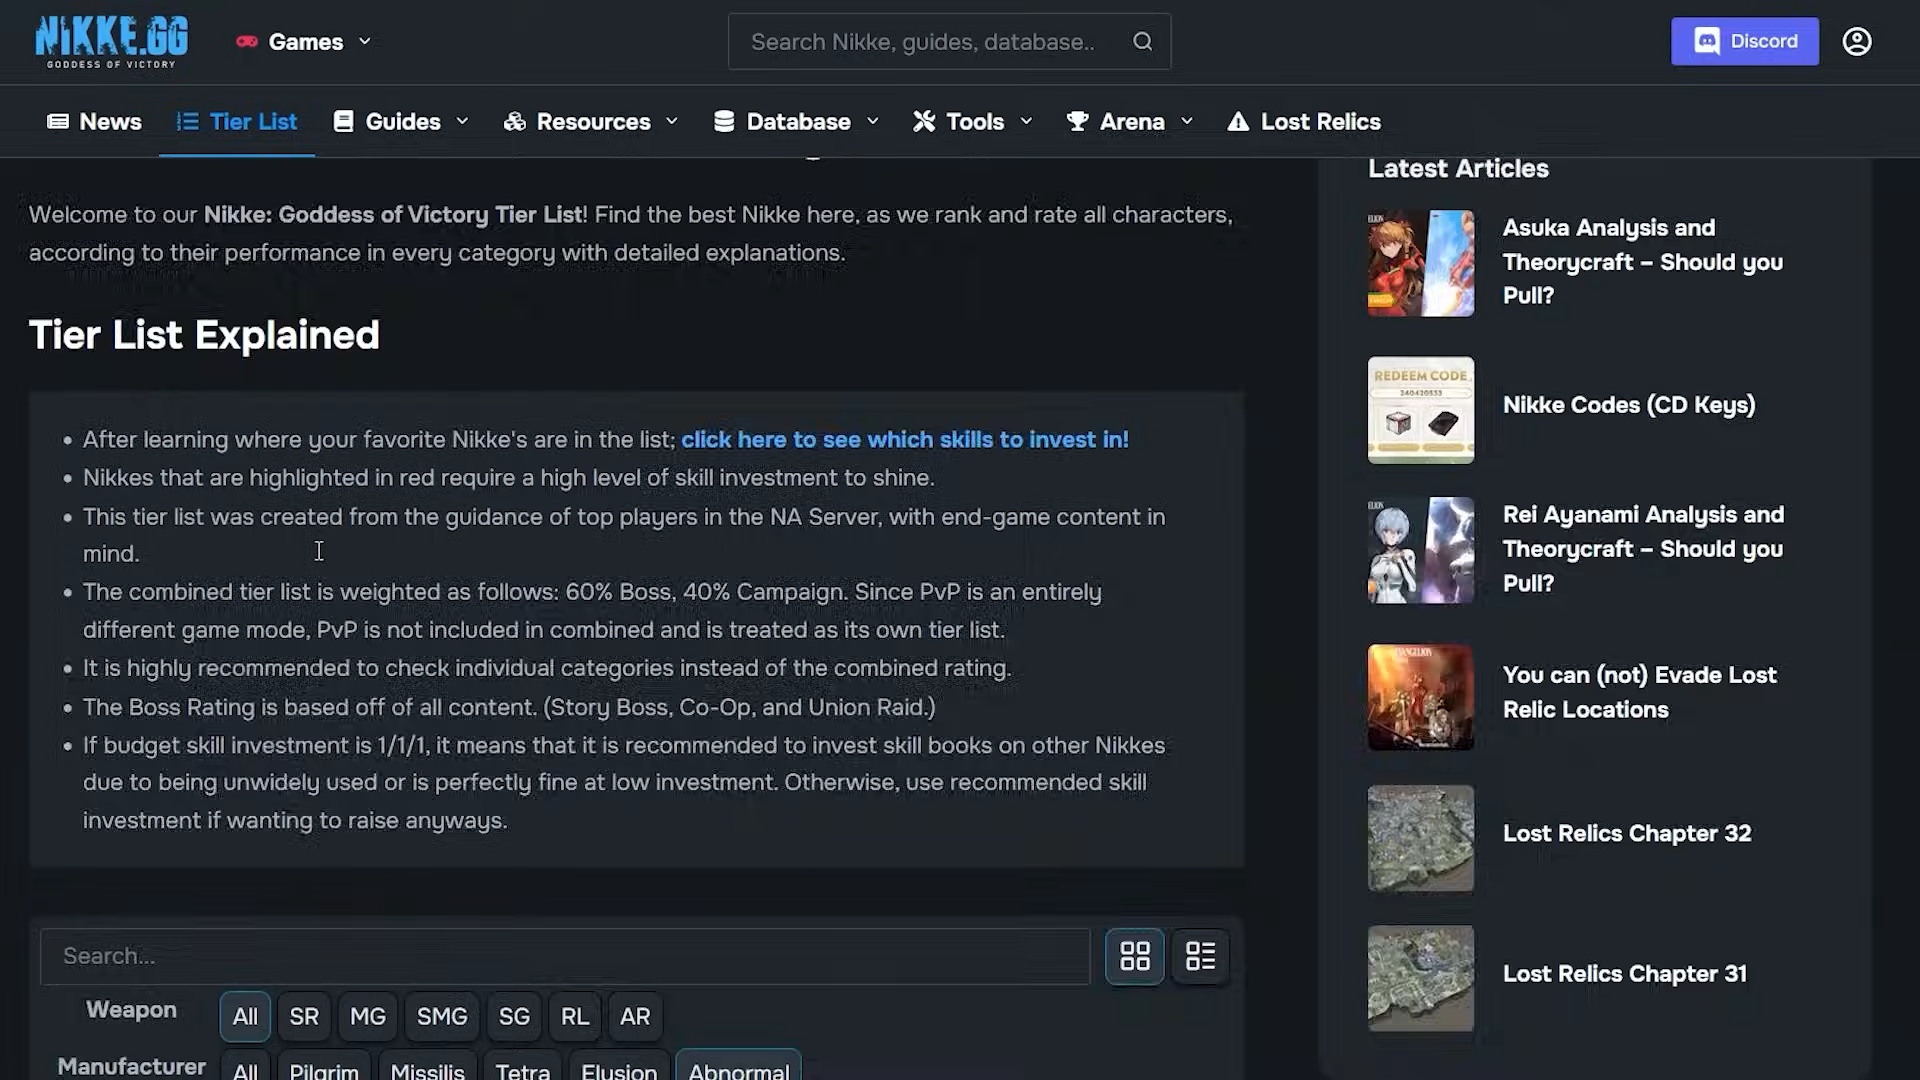 NIKKE.GG
GODDESS OF VICTORY
Games
Search Nikke, guides, database..
Discord
News
Tier List
Guides
Resources
Database
Tools
Arena
Lost Relics
Welcome to our Nikke: Goddess of Victory Tier List! Find the best Nikke here, as we rank and rate all characters,
according to their performance in every category with detailed explanations.
Tier List Explained
After learning where your favorite Nikke's are in the list; click here to see which skills to invest in!
Nikkes that are highlighted in red require a high level of skill investment to shine.
This tier list was created from the guidance of top players in the NA Server, with end-game content in
mind.
The combined tier list is weighted as follows: 60% Boss, 40% Campaign. Since PvP is an entirely
different game mode, PvP is not included in combined and is treated as its own tier list.
It is highly recommended to check individual categories instead of the combined rating.
The Boss Rating is based off of all content. (Story Boss, Co-Op, and Union Raid.)
If budget skill investment is 1/1/1, it means that it is recommended to invest skill books on other Nikkes
due to being unwidely used or is perfectly fine at low investment. Otherwise, use recommended skill
investment if wanting to raise anyways.
Search...
Weapon
All
SR
MG
SMG
SG
RL
AR
Manufacturer
All
Pilgrim
Missilis
Tetra
Elysion
Abnormal
Latest Articles
Asuka Analysis and
Theorycraft – Should you
Pull?
REDEEM CODE
Nikke Codes (CD Keys)
Rei Ayanami Analysis and
Theorycraft – Should you
Pull?
You can (not) Evade Lost
Relic Locations
Lost Relics Chapter 32
Lost Relics Chapter 31